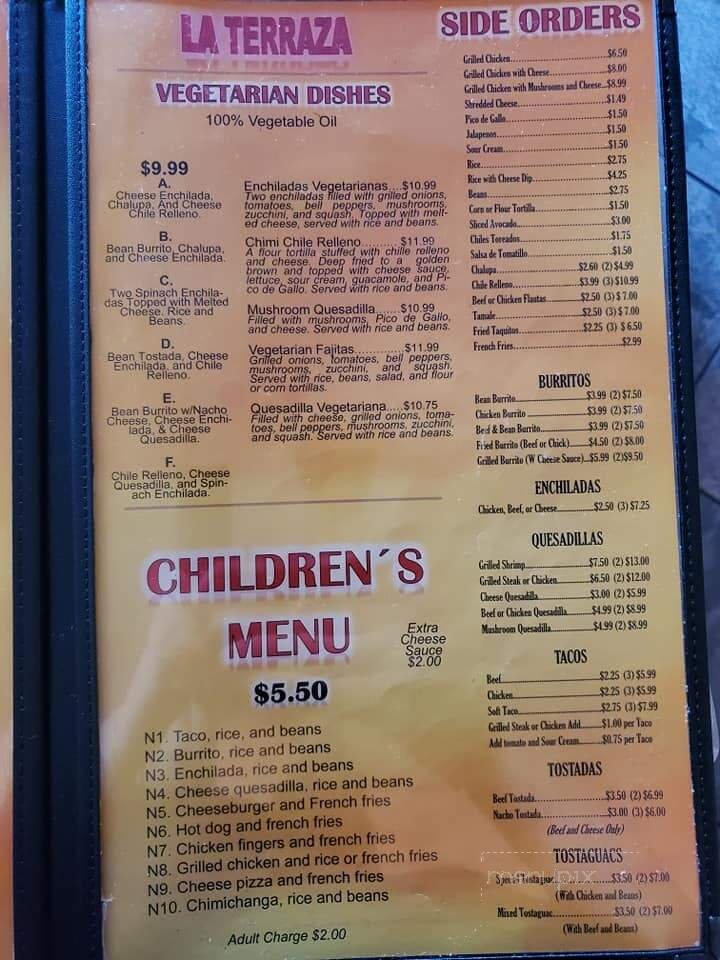 LA TERRAZA
VEGETARIAN DISHES
100% Vegetable Oil
$9.99
A.
Cheese Enchilada,
Chalupa, And Cheese
Chile Relleno.
B.
Bean Burrito, Chalupa,
and Cheese Enchilada.
C.
Two Spinach Enchila-
das Topped with Melted
Cheese. Rice and
Beans.
D.
Bean Tostada, Cheese
Enchilada, and Chile
Relleno.
E.
Bean Burrito w/Nacho
Cheese, Cheese Enchi-
lada, & Cheese
Quesadilla.
F.
Chile Relleno, Cheese
Quesadilla, and Spin-
ach Enchilada.
Enchiladas Vegetarianas....$10.99
Two enchiladas filled with grilled onions,
tomatoes, bell peppers, mushrooms,
zucchini, and squash. Topped with melt-
ed cheese, served with rice and beans.
Chimi Chile Relleno...........$11.99
A flour tortilla stuffed with chille relleno
and cheese. Deep fried to a golden
brown and topped with cheese sauce,
lettuce, sour cream, guacamole, and Pi-
co de Gallo. Served with rice and beans.
Mushroom Quesadilla.......$10.99
Filled with mushrooms, Pico de Gallo,
and cheese. Served with rice and beans.
Vegetarian Fajitas..............$11.99
Grilled onions, tomatoes, bell peppers,
mushrooms, zucchini, and squash.
Served with rice, beans, salad, and flour
or corn tortillas.
Quesadilla Vegetariana.....$10.75
Filled with cheese, grilled onions, toma-
toes, bell peppers, mushrooms, zucchini,
and squash. Served with rice and beans.
CHILDREN´S
MENU
$5.50
Extra
Cheese
Sauce
$2.00
N1. Taco, rice, and beans
N2. Burrito, rice and beans
N3. Enchilada, rice and beans
N4. Cheese quesadilla, rice and beans
N5. Cheeseburger and French fries
N6. Hot dog and french fries
N7. Chicken fingers and french fries
N8. Grilled chicken and rice or french fries
N9. Cheese pizza and french fries
N10. Chimichanga, rice and beans
Adult Charge $2.00
SIDE ORDERS
Grilled Chicken........................$6.50
Grilled Chicken with Cheese..............$8.00
Grilled Chicken with Mushrooms and Cheese..$8.99
Shredded Cheese......................$1.49
Pico de Gallo..........................$1.50
Jalapenos..............................$1.50
Sour Cream............................$1.50
Rice...................................$2.75
Rice with Cheese Dip...................$4.25
Beans..................................$2.75
Corn or Flour Tortilla...................$1.50
Sliced Avocado.........................$3.00
Chiles Toreados........................$1.75
Salsa de Tomatillo......................$1.50
Chalupa........................$2.60 (2) $4.99
Chile Relleno...................$3.99 (3) $10.99
Beef or Chicken Flautas..........$2.50 (3) $ 7.00
Tamale.........................$2.50 (3) $ 7.00
Fried Taquitos..................$2.25 (3) $ 6.50
French Fries............................$2.99
BURRITOS
Bean Burrito....................$3.99 (2) $7.50
Chicken Burrito .................$3.99 (2) $7.50
Beef & Bean Burrito..............$3.99 (2) $7.50
Fried Burrito (Beef or Chick).....$4.50 (2) $8.00
Grilled Burrito (W Cheese Sauce)..$5.99 (2)$9.50
ENCHILADAS
Chicken, Beef, or Cheese.............$2.50 (3) $7.25
QUESADILLAS
Grilled Shrimp...................$7.50 (2) $13.00
Grilled Steak or Chicken...........$6.50 (2) $12.00
Cheese Quesadilla................$3.00 (2) $5.99
Beef or Chicken Quesadilla.........$4.99 (2) $8.99
Mushroom Quesadilla..............$4.99 (2) $8.99
TACOS
Beef............................$2.25 (3) $5.99
Chicken.........................$2.25 (3) $5.99
Soft Taco........................$2.75 (3) $7.99
Grilled Steak or Chicken Add.......$1.00 per Taco
Add tomato and Sour Cream........$0.75 per Taco
TOSTADAS
Beef Tostada....................$3.50 (2) $6.99
Nacho Tostada...................$3.00 (3) $6.00
(Beef and Cheese Only)
TOSTAGUACS
Special Tostaguac................$3.50 (2) $7.00
(With Chicken and Beans)
Mixed Tostaguac.................$3.50 (2) $7.00
(With Beef and Beans)
menupix